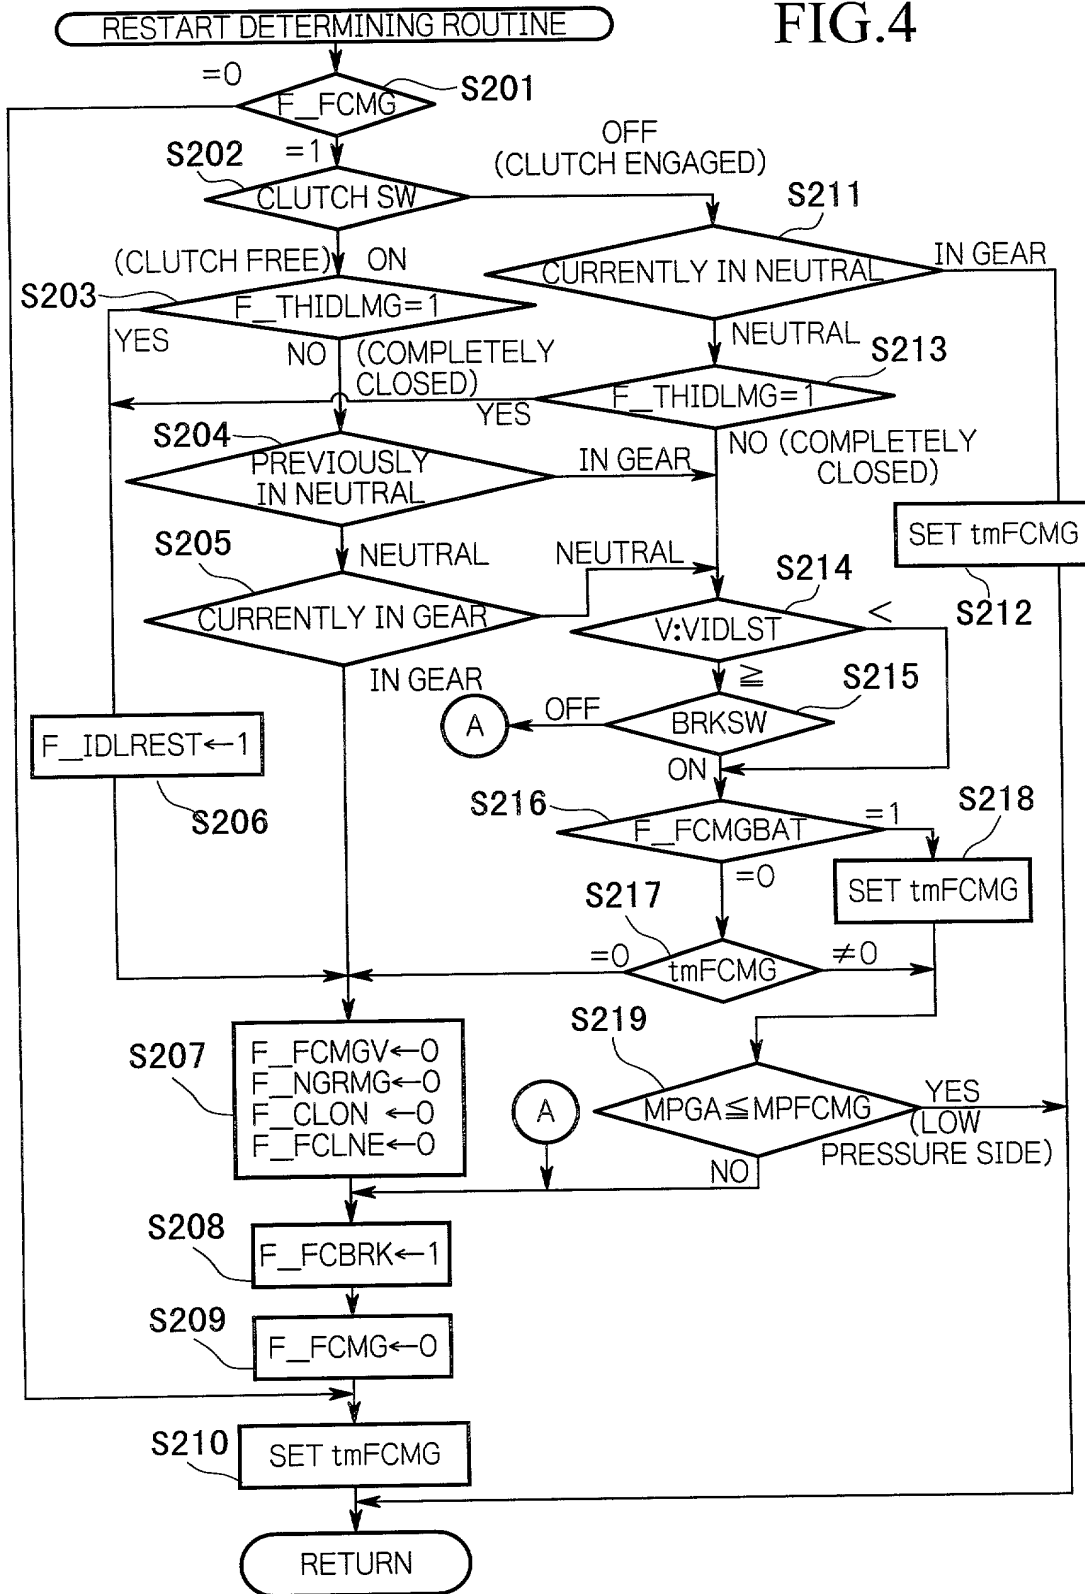 FIG.4
RESTART DETERMINING ROUTINE
=0
F_FCMG
S201
=1
S202
CLUTCH SW
OFF
(CLUTCH ENGAGED)
S211
CURRENTLY IN NEUTRAL
IN GEAR
(CLUTCH FREE)
ON
S203
F_THIDLMG=1
YES
NO
(COMPLETELY
CLOSED)
NEUTRAL
S213
F_THIDLMG=1
YES
NO (COMPLETELY
CLOSED)
S204
PREVIOUSLY
IN NEUTRAL
IN GEAR
SET tmFCMG
S212
S205
NEUTRAL
NEUTRAL
CURRENTLY IN GEAR
IN GEAR
S214
V:VIDLST
<
≧
S215
BRKSW
OFF
A
ON
F_IDLREST←1
S206
S216
F_FCMGBAT
=1
S218
SET tmFCMG
=0
S217
tmFCMG
=0
≠0
S219
MPGA≦MPFCMG
YES
(LOW
PRESSURE SIDE)
NO
S207
F_FCMGV←0
F_NGRMG←0
F_CLON ←0
F_FCLNE←0
A
S208
F_FCBRK←1
S209
F_FCMG←0
S210
SET tmFCMG
RETURN